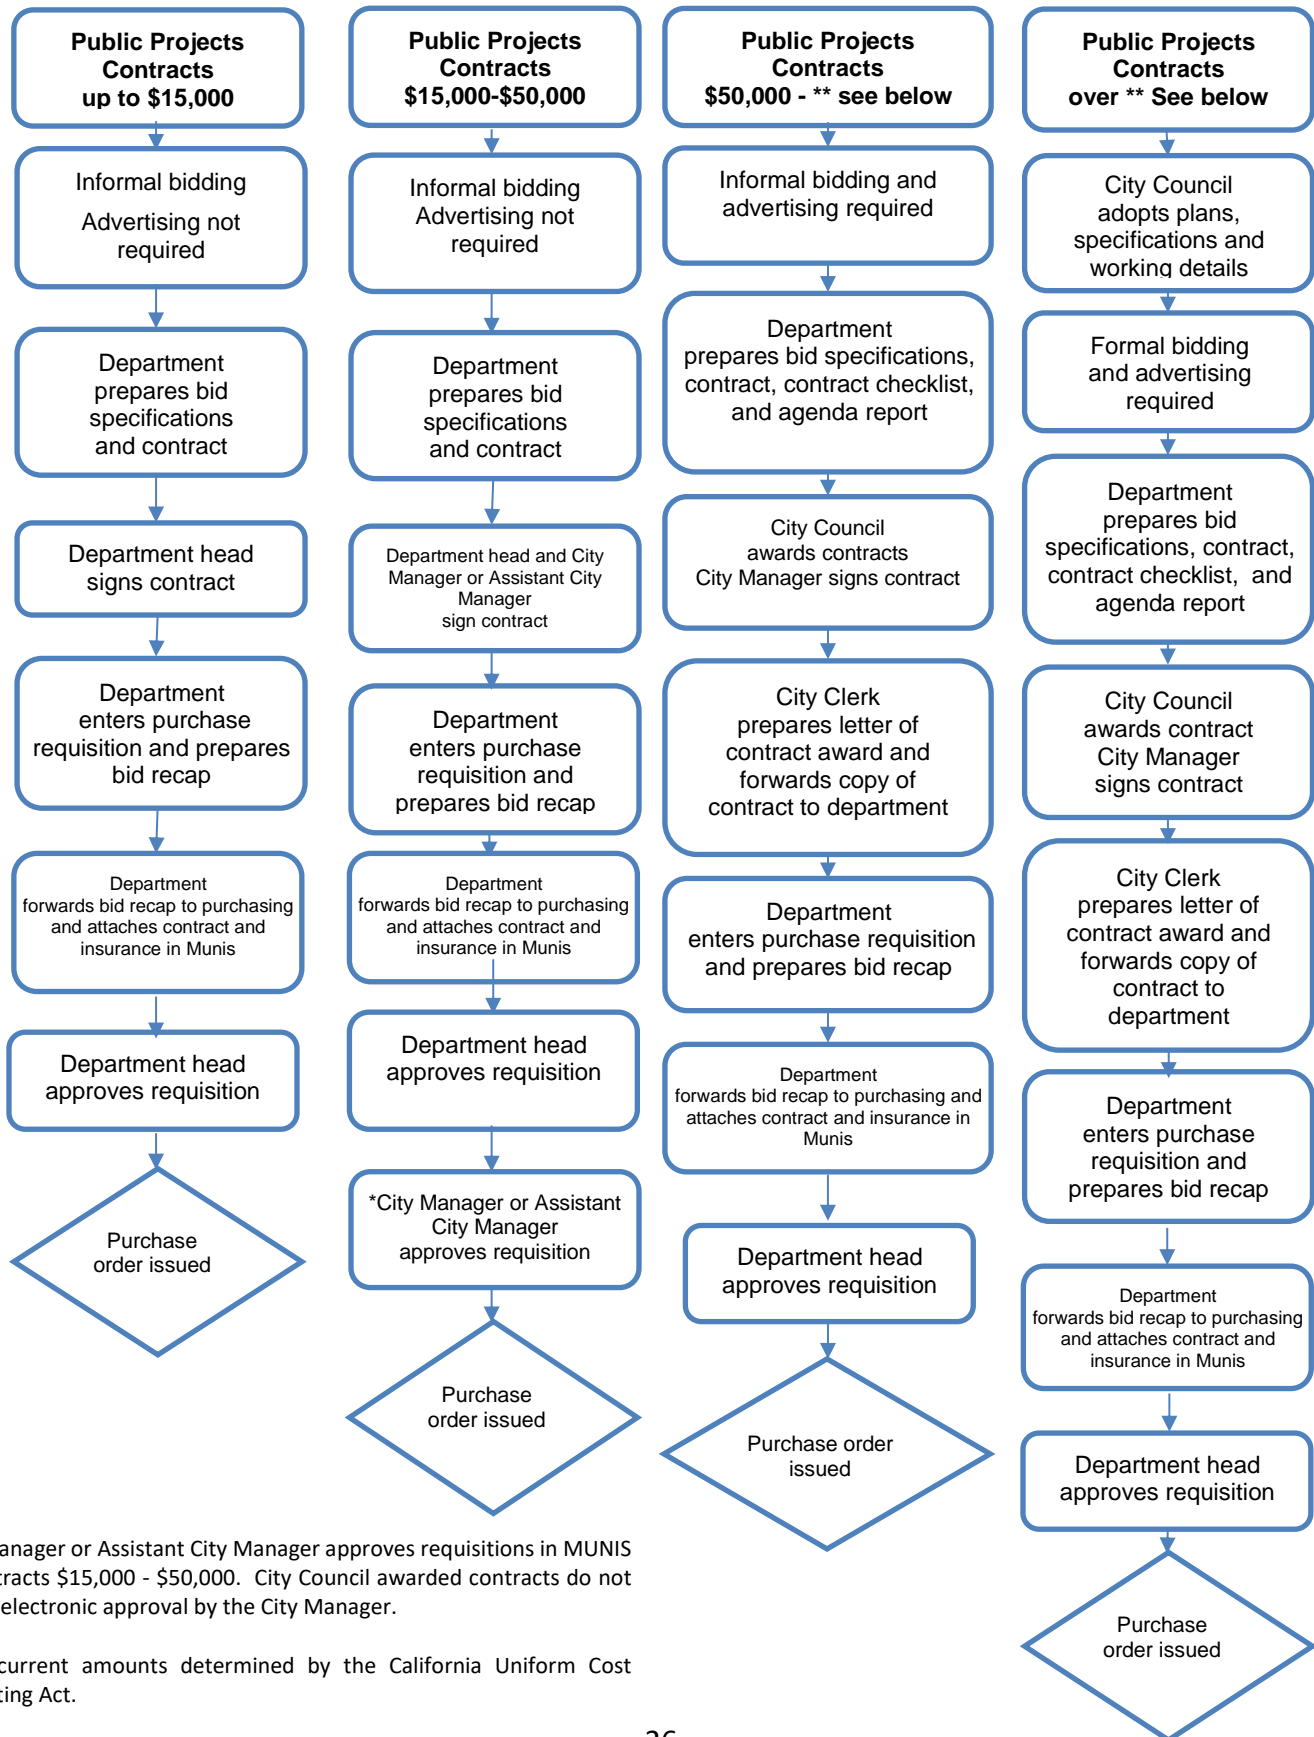 Public Projects
Contracts
up to $15,000
Informal bidding
Advertising not
required
Department
prepares bid
specifications
and contract
Department head
signs contract
Department
enters purchase
requisition and prepares
bid recap
Department
forwards bid recap to purchasing
and attaches contract and
insurance in Munis
Department head
approves requisition
Purchase
order issued
Public Projects
Contracts
$15,000-$50,000
Informal bidding
Advertising not
required
Department
prepares bid
specifications
and contract
Department head and City
Manager or Assistant City
Manager
sign contract
Department
enters purchase
requisition and
prepares bid recap
Department
forwards bid recap to purchasing
and attaches contract and
insurance in Munis
Department head
approves requisition
*City Manager or Assistant
City Manager
approves requisition
Purchase
order issued
Public Projects
Contracts
$50,000 - ** see below
Informal bidding and
advertising required
Department
prepares bid specifications,
contract, contract checklist,
and agenda report
City Council
awards contracts
City Manager signs contract
City Clerk
prepares letter of
contract award and
forwards copy of
contract to department
Department
enters purchase requisition
and prepares bid recap
Department
forwards bid recap to purchasing and
attaches contract and insurance in
Munis
Department head
approves requisition
Purchase order
issued
Public Projects
Contracts
over ** See below
City Council
adopts plans,
specifications and
working details
Formal bidding
and advertising
required
Department
prepares bid
specifications, contract,
contract checklist, and
agenda report
City Council
awards contract
City Manager
signs contract
City Clerk
prepares letter of
contract award and
forwards copy of
contract to
department
Department
enters purchase
requisition and
prepares bid recap
Department
forwards bid recap to purchasing
and attaches contract and
insurance in Munis
Department head
approves requisition
Purchase
order issued
anager or Assistant City Manager approves requisitions in MUNIS
tracts $15,000 - $50,000. City Council awarded contracts do not
electronic approval by the City Manager.
current amounts determined by the California Uniform Cost
ting Act.